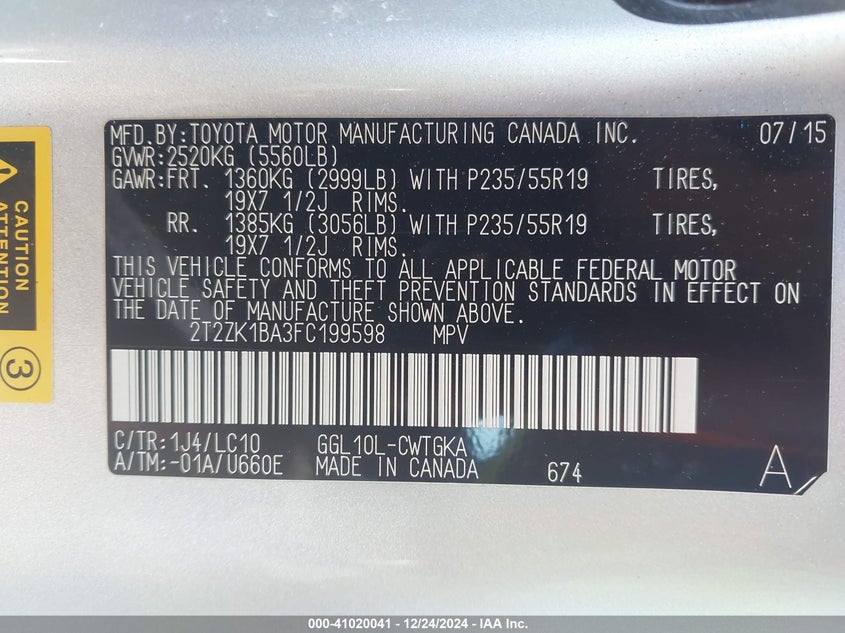 MFD.BY:TOYOTA MOTOR MANUFACTURING CANADA INC. 07/15
GVWR:2520KG (5560LB)
GAWR:FRT. 1360KG (2999LB) WITH P235/55R19 TIRES,
19X7 1/2J RIMS.
RR. 1385KG (3056LB) WITH P235/55R19 TIRES,
19X7 1/2J RIMS.
THIS VEHICLE CONFORMS TO ALL APPLICABLE FEDERAL MOTOR
VEHICLE SAFETY AND THEFT PREVENTION STANDARDS IN EFFECT ON
THE DATE OF MANUFACTURE SHOWN ABOVE.
2T2ZK1BA3FC199598 MPV
C/TR:1J4/LC10 GGL10L-CWTGKA
A/TM:-01A/U660E MADE IN CANADA 674 A
CAUTION
ATTENTION
3
000-41020041 - 12/24/2024 - IAA Inc.